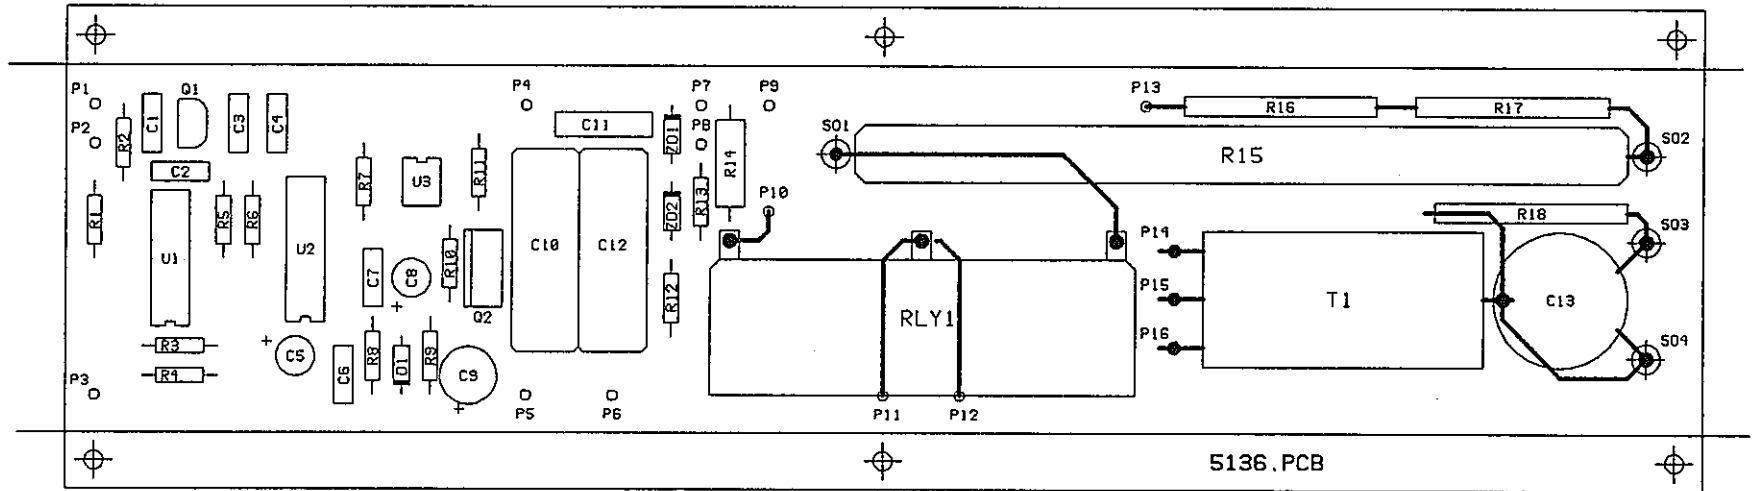 P1
Q1
P4
P7
P9
P13
P2
R2
C1
C3
C4
C11
ZD1
P8
R14
SO1
R16
R17
R15
SO2
C2
R7
U3
R11
R1
R5
R6
ZD2
R13
P10
R18
SO3
U1
U2
C7
C8
R10
C10
C12
P14
P15
T1
C13
Q2
R12
RLY1
P16
SO4
R3
R4
C5
C6
R8
D1
R9
C9
P3
P5
P6
P11
P12
5136.PCB